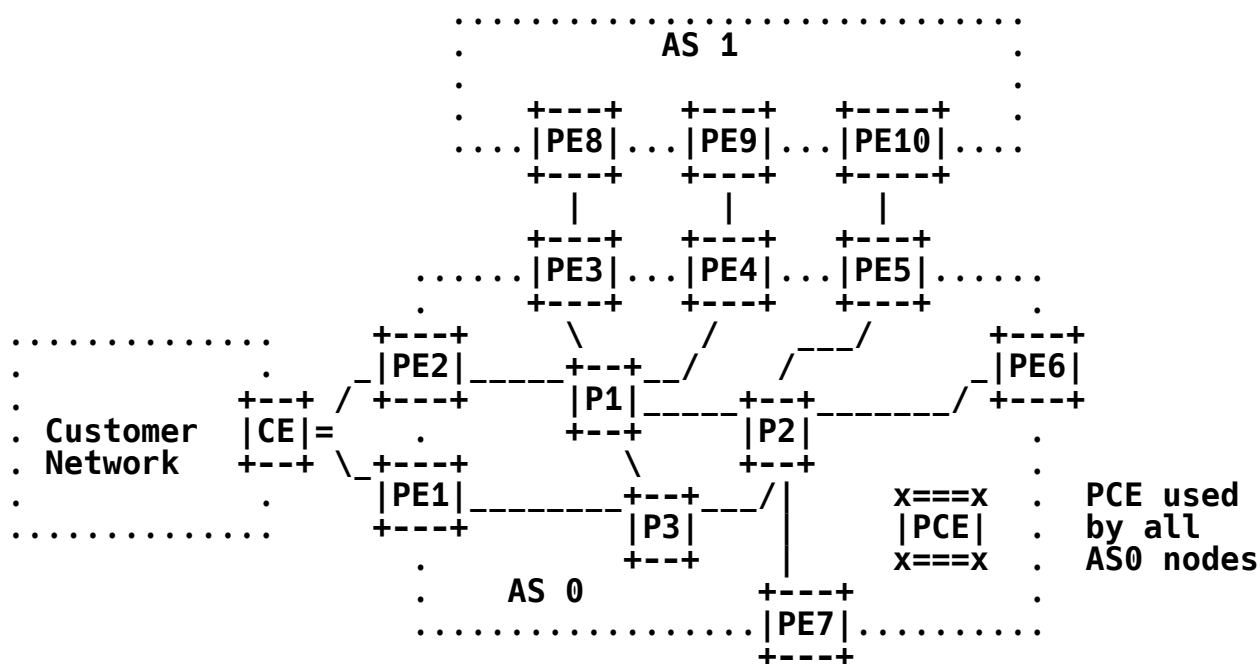 AS 1
PE8 PE9 PE10
PE3 PE4 PE5
PE2 PE6
P1
CE P2
Customer
Network
PE1 PCE used
P3 PCE by all
AS0 nodes
AS 0
PE7